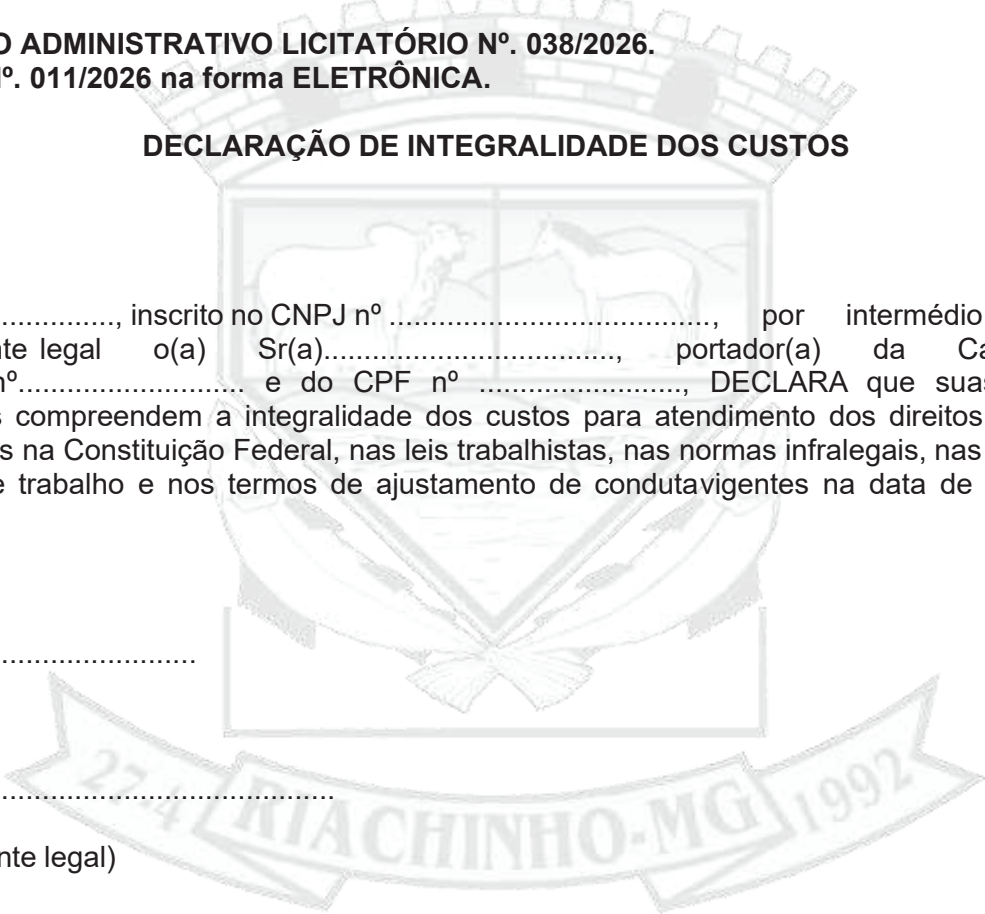 O ADMINISTRATIVO LICITATÓRIO Nº. 038/2026.
Nº. 011/2026 na forma ELETRÔNICA.
DECLARAÇÃO DE INTEGRALIDADE DOS CUSTOS
................, inscrito no CNPJ nº ......................................, por intermédio
nte legal o(a) Sr(a)..................................., portador(a) da Ca
nº........................... e do CPF nº ........................, DECLARA que suas
s compreendem a integralidade dos custos para atendimento dos direitos
s na Constituição Federal, nas leis trabalhistas, nas normas infralegais, nas
e trabalho e nos termos de ajustamento de condutavigentes na data de
........................
........................................
nte legal)
27-4 RIACHINHO-MG 1992